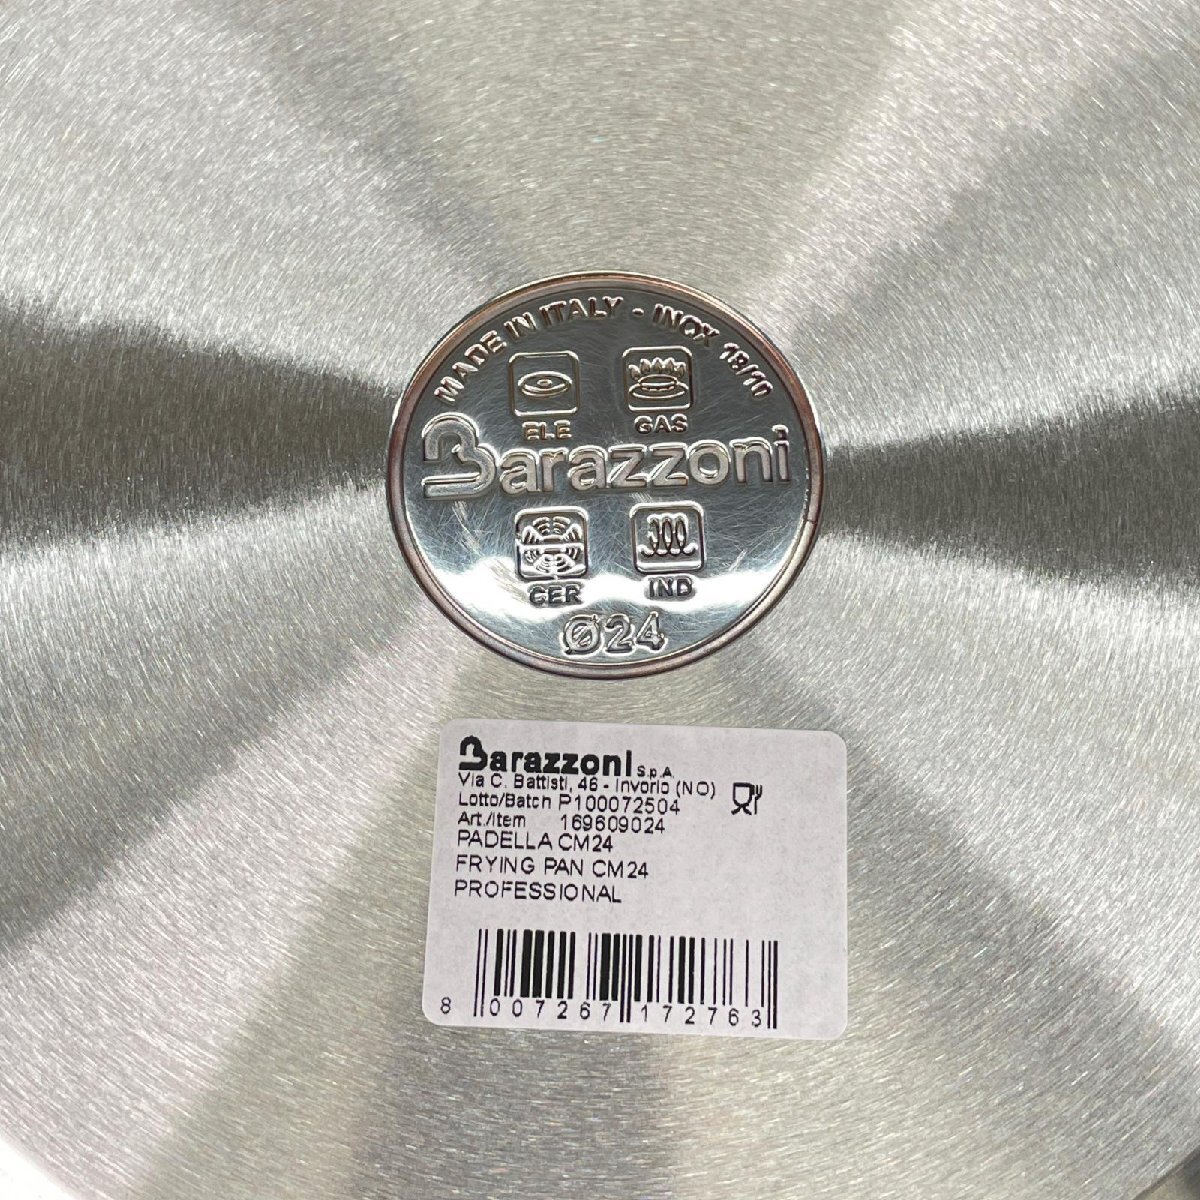 MADE IN ITALY - INOX 18/10
ELE GAS
Barazzoni
CER IND
Ø24
Barazzoni S.p.A.
Via C. Battisti, 46 - Invorio (NO)
Lotto/Batch P100072504
Art./Item 169609024
PADELLA CM24
FRYING PAN CM24
PROFESSIONAL
8 007267 172763